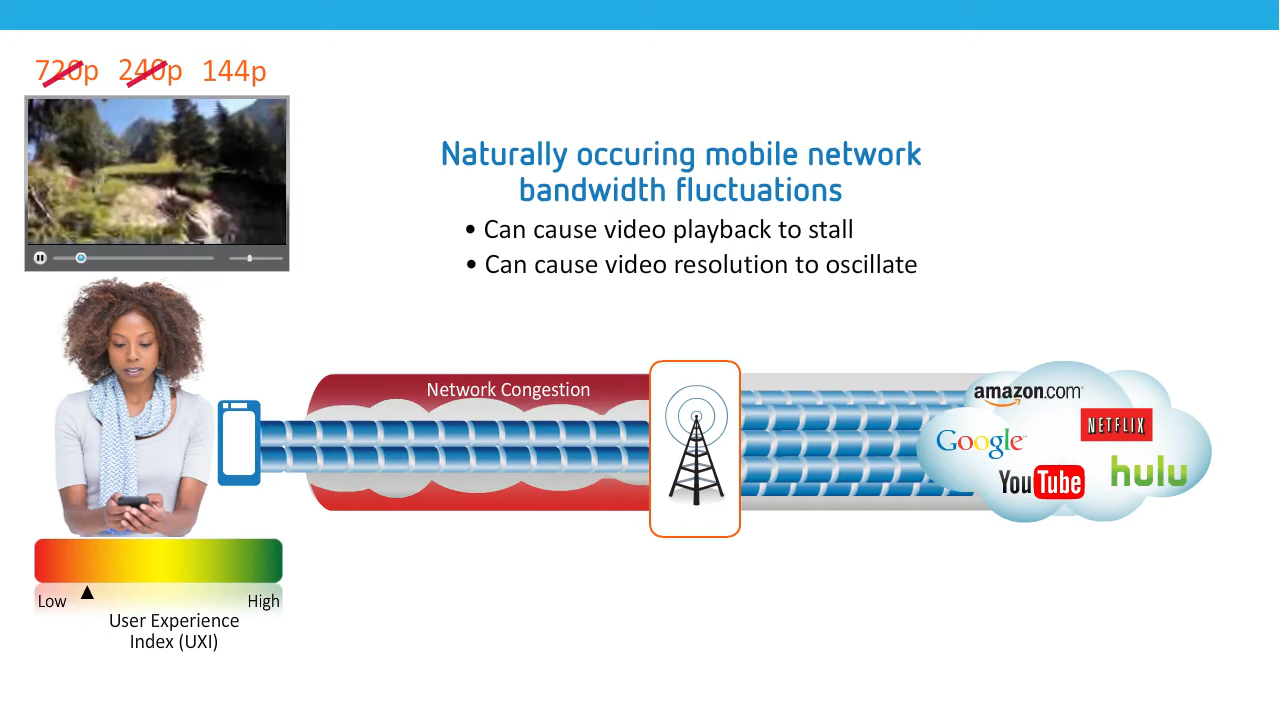 720p 240p 144p
Naturally occuring mobile network
bandwidth fluctuations
• Can cause video playback to stall
• Can cause video resolution to oscillate
Network Congestion
amazon.com
NETFLIX
Google
YouTube
hulu
Low High
User Experience
Index (UXI)